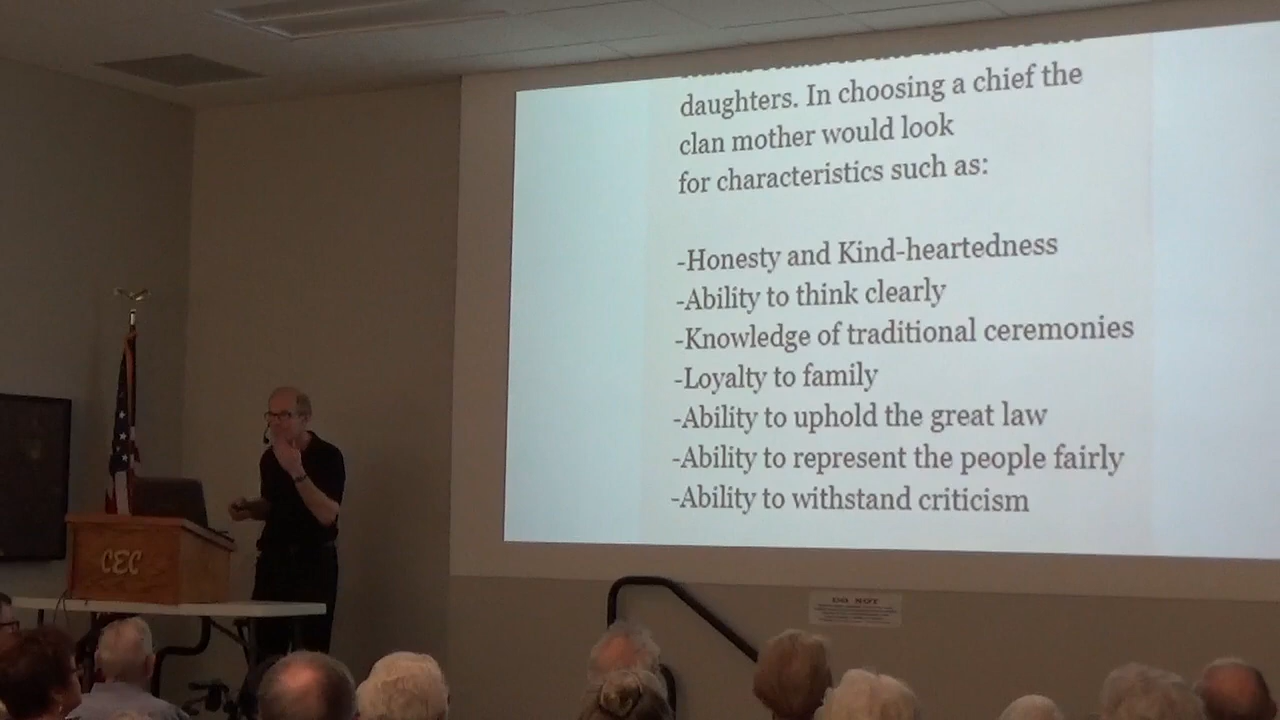 daughters. In choosing a chief the
clan mother would look
for characteristics such as:
-Honesty and Kind-heartedness
-Ability to think clearly
-Knowledge of traditional ceremonies
-Loyalty to family
-Ability to uphold the great law
-Ability to represent the people fairly
-Ability to withstand criticism
CEC
DO NOT